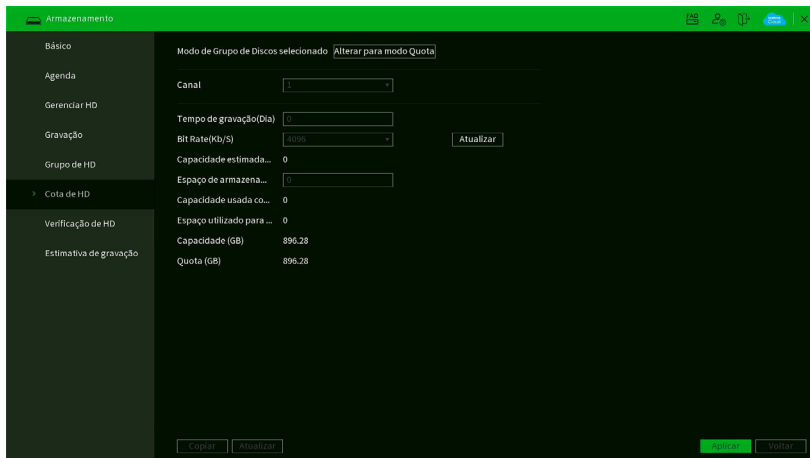 Armazenamento
FAQ
Básico
Agenda
Gerenciar HD
Gravação
Grupo de HD
> Cota de HD
Verificação de HD
Estimativa de gravação
Modo de Grupo de Discos selecionado Alterar para modo Quota
Canal 1
Tempo de gravação(Dia) 0
Bit Rate(Kb/S) 4096 Atualizar
Capacidade estimada... 0
Espaço de armazena... 0
Capacidade usada co... 0
Espaço utilizado para ... 0
Capacidade (GB) 896.28
Quota (GB) 896.28
Copiar Atualizar Aplicar Voltar